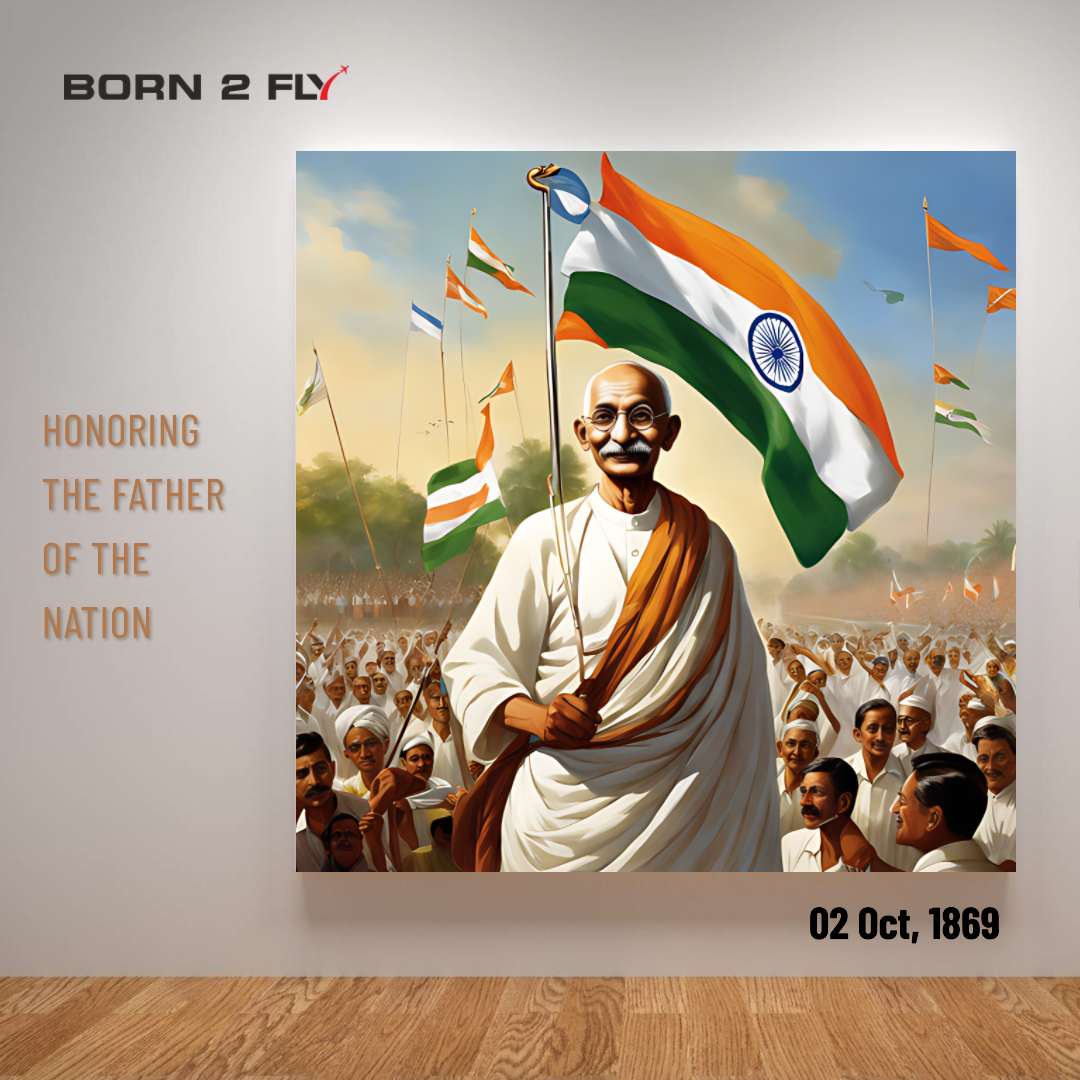 BORN 2 FLY
HONORING
THE FATHER
OF THE
NATION
02 Oct, 1869